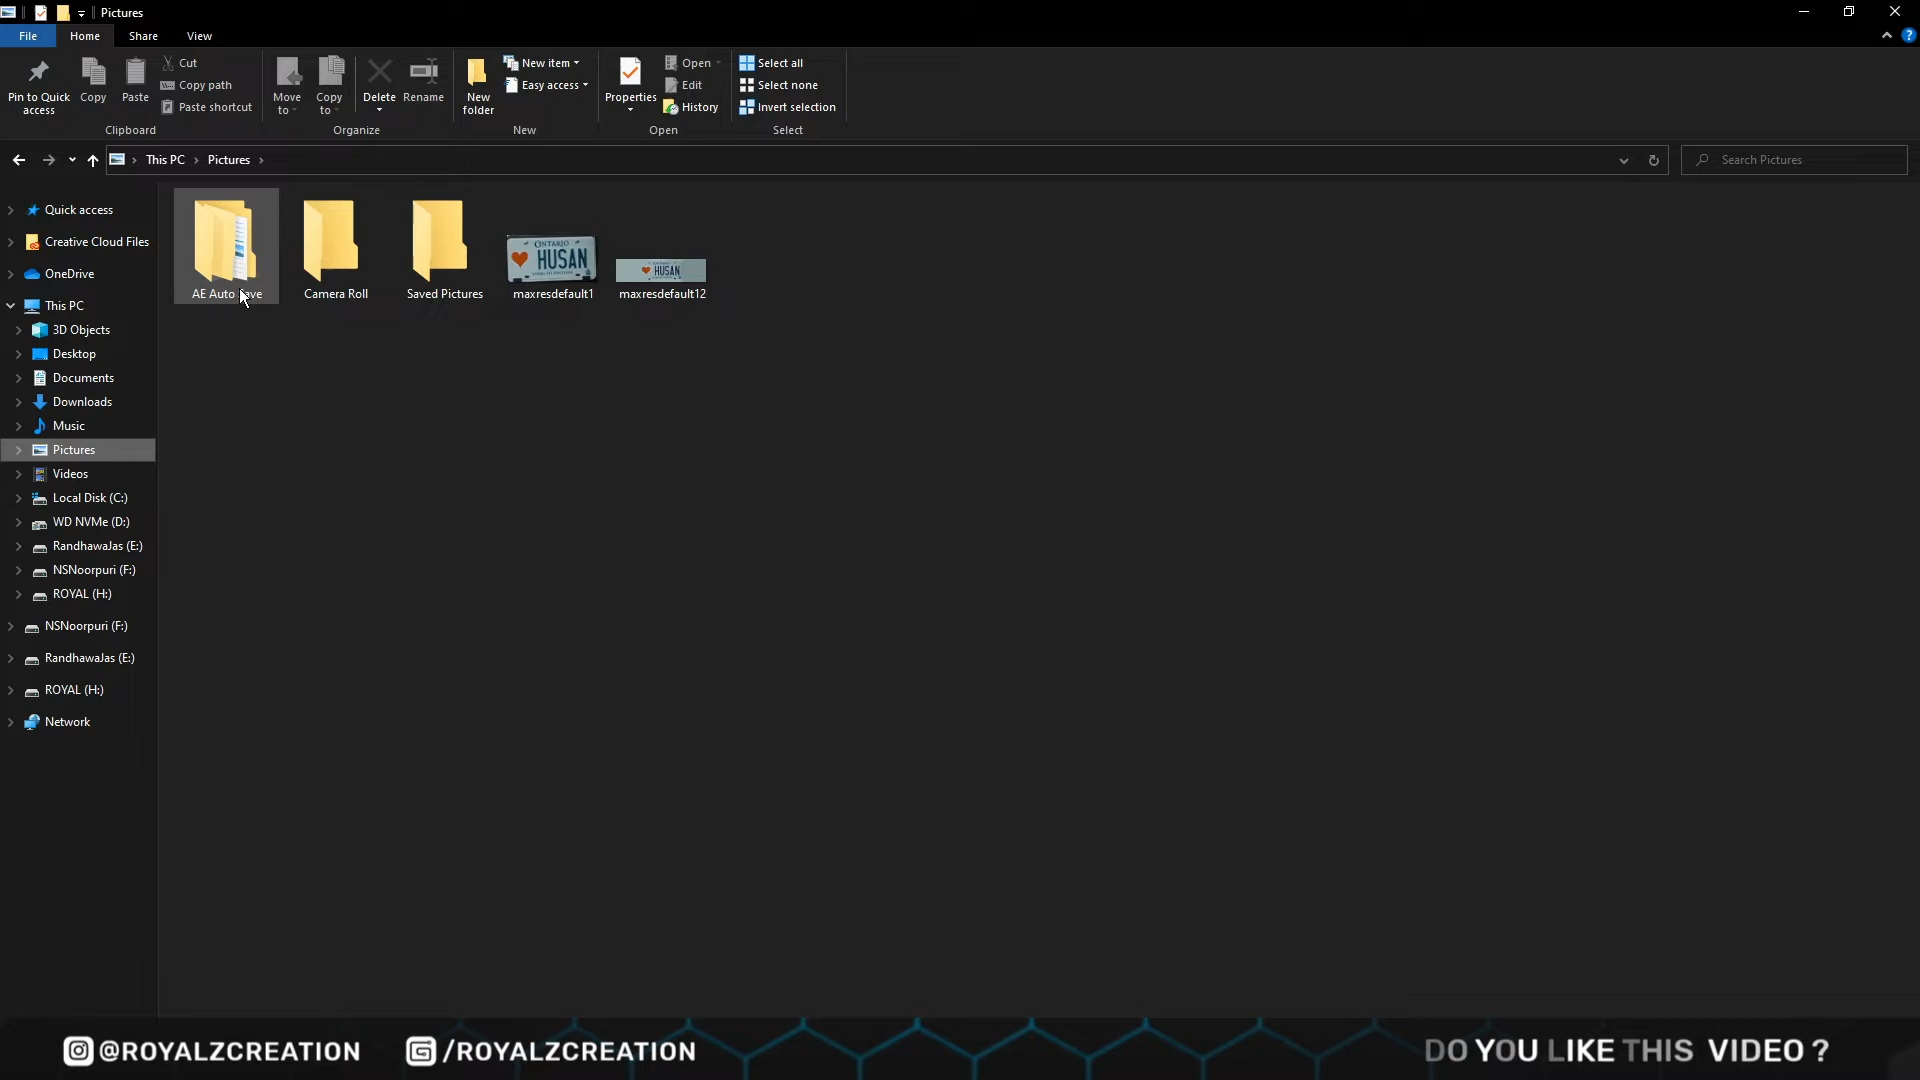 Pictures
File Home Share View
Pin to Quick access
Copy
Paste
Cut
Copy path
Paste shortcut
Clipboard
Move to
Copy to
Delete
Rename
Organize
New folder
New item
Easy access
New
Properties
Open
Edit
History
Open
Select all
Select none
Invert selection
Select
This PC Pictures
Search Pictures
Quick access
Creative Cloud Files
OneDrive
This PC
3D Objects
Desktop
Documents
Downloads
Music
Pictures
Videos
Local Disk (C:)
WD NVMe (D:)
RandhawaJas (E:)
NSNoorpuri (F:)
ROYAL (H:)
NSNoorpuri (F:)
RandhawaJas (E:)
ROYAL (H:)
Network
AE Auto
Camera Roll
Saved Pictures
ONTARIO
HUSAN
maxresdefault1
HUSAN
maxresdefault12
@ROYALZCREATION
/ROYALZCREATION
DO YOU LIKE THIS VIDEO ?